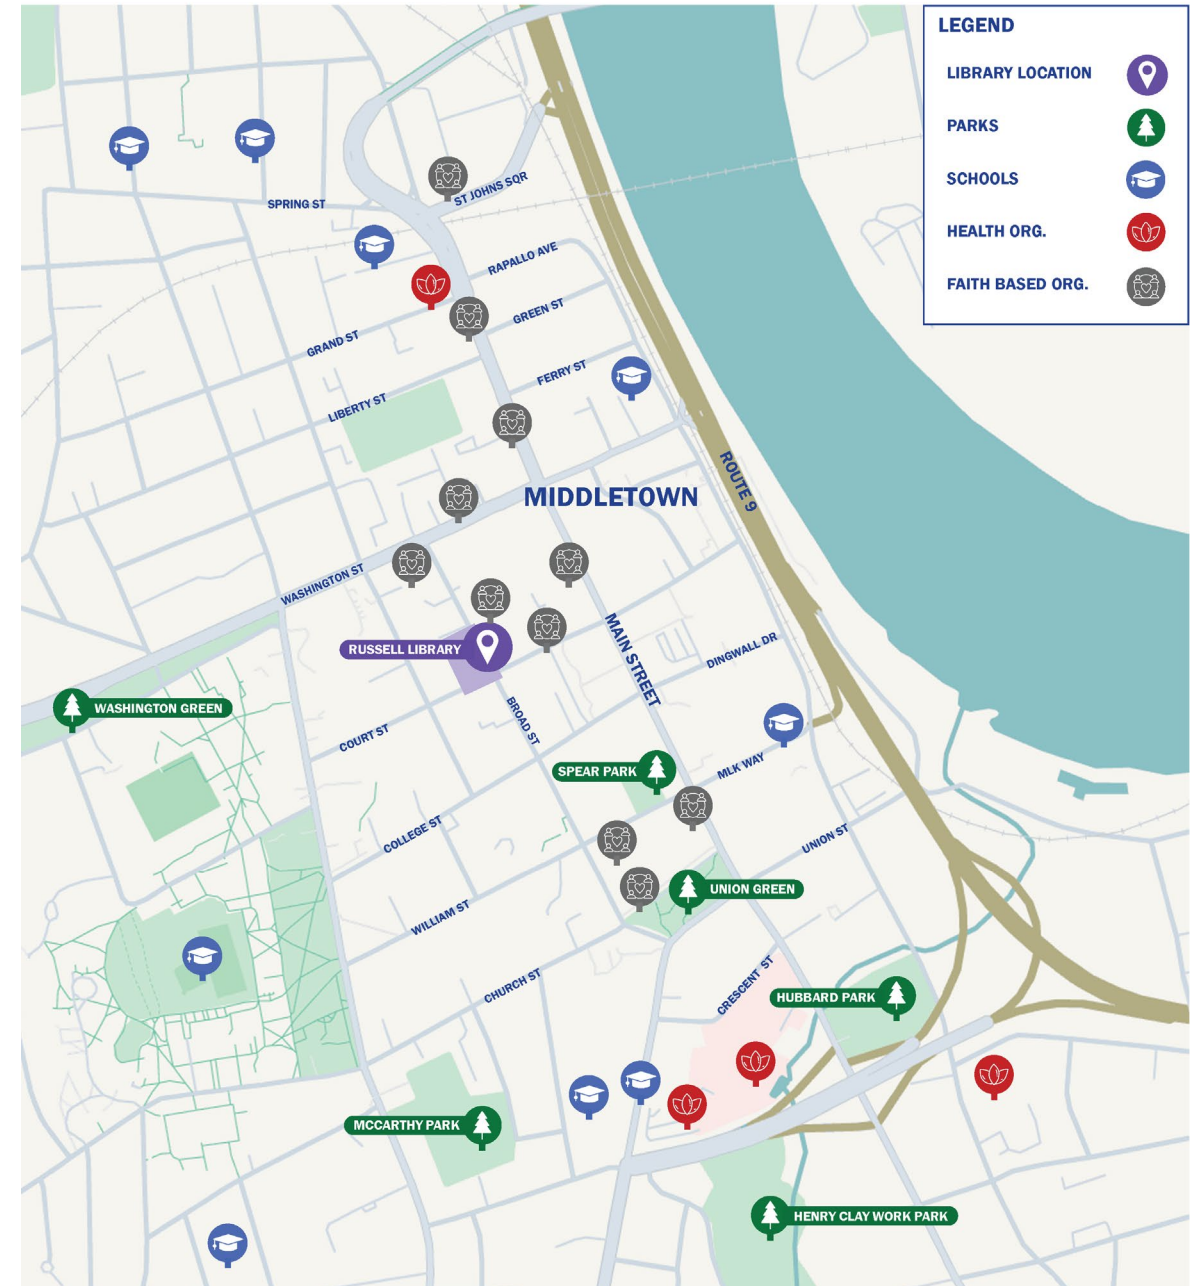 LEGEND
LIBRARY LOCATION
PARKS
SCHOOLS
HEALTH ORG.
FAITH BASED ORG.
SPRING ST
ST JOHNS SQR
RAPALLO AVE
GREEN ST
GRAND ST
FERRY ST
LIBERTY ST
ROUTE 9
MIDDLETOWN
WASHINGTON ST
MAIN STREET
RUSSELL LIBRARY
DINGWALL DR
WASHINGTON GREEN
BROAD ST
COURT ST
SPEAR PARK
MLK WAY
COLLEGE ST
UNION ST
UNION GREEN
WILLIAM ST
CHURCH ST
CRESCENT ST
HUBBARD PARK
MCCARTHY PARK
HENRY CLAY WORK PARK